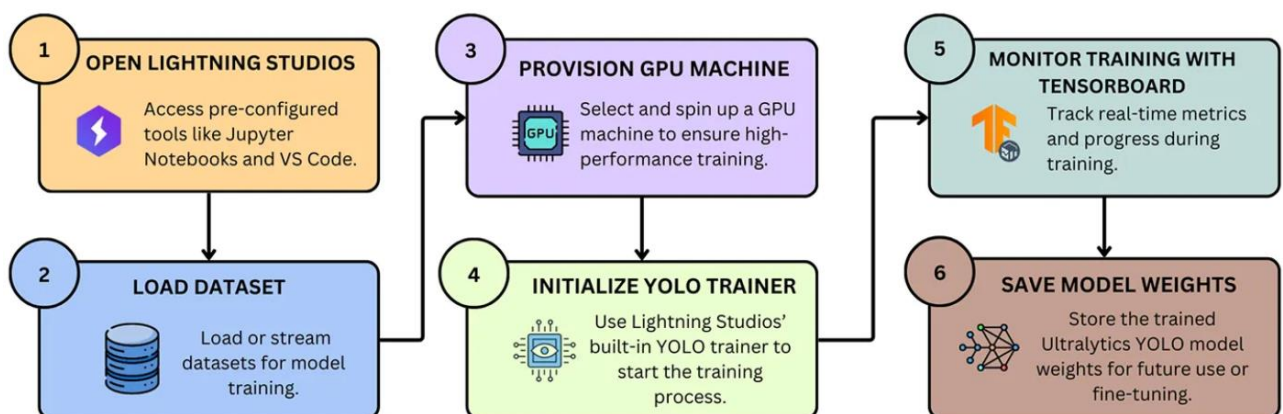 1
OPEN LIGHTNING STUDIOS
Access pre-configured
tools like Jupyter
Notebooks and VS Code.
2
LOAD DATASET
Load or stream
datasets for model
training.
3
PROVISION GPU MACHINE
GPU
Select and spin up a GPU
machine to ensure high-
performance training.
4
INITIALIZE YOLO TRAINER
Use Lightning Studios’
built-in YOLO trainer to
start the training
process.
5
MONITOR TRAINING WITH
TENSORBOARD
Track real-time metrics
and progress during
training.
6
SAVE MODEL WEIGHTS
Store the trained
Ultralytics YOLO model
weights for future use or
fine-tuning.